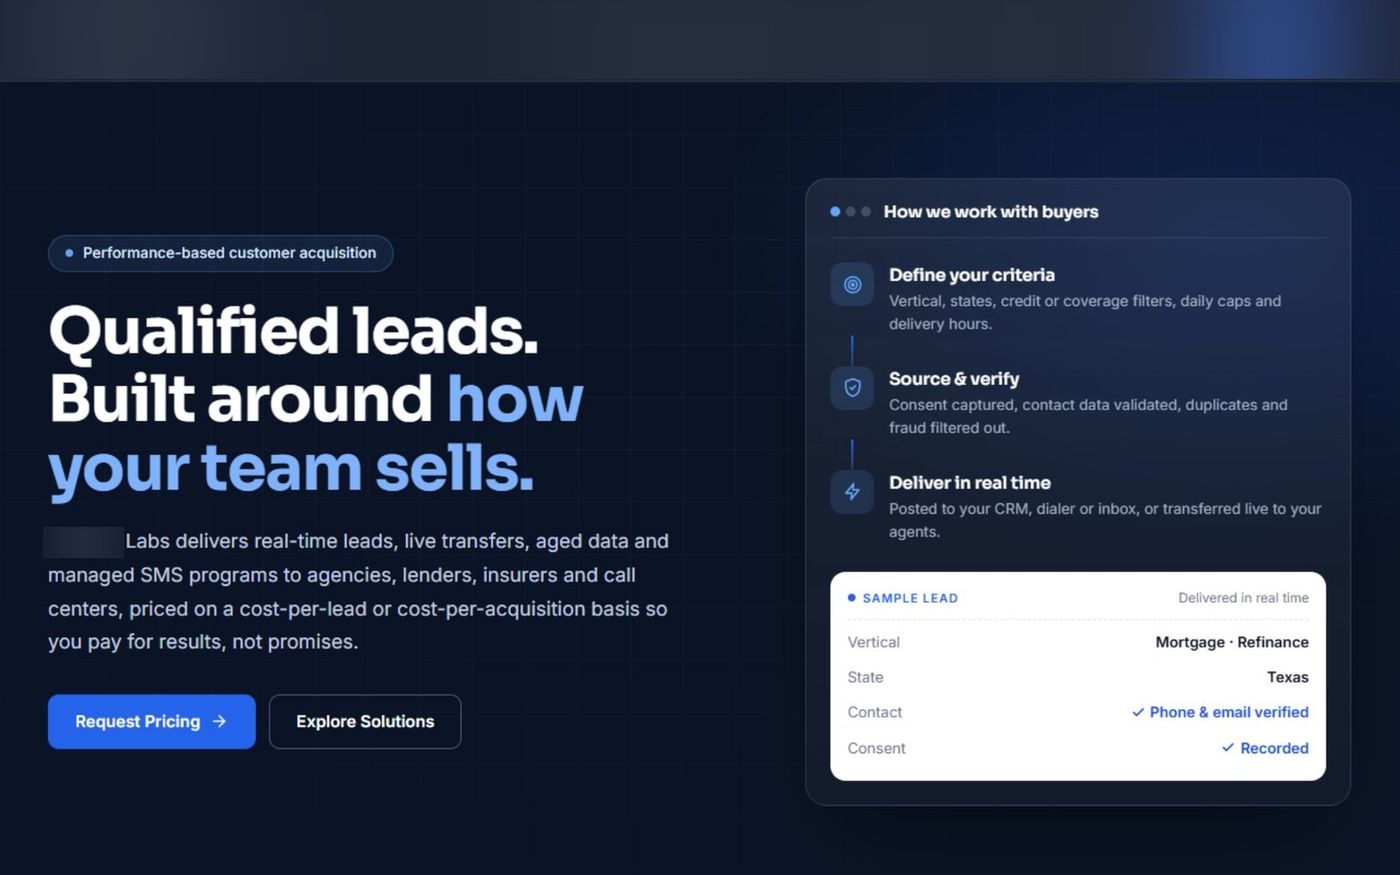 Performance-based customer acquisition
Qualified leads.
Built around how
your team sells.
Labs delivers real-time leads, live transfers, aged data and
managed SMS programs to agencies, lenders, insurers and call
centers, priced on a cost-per-lead or cost-per-acquisition basis so
you pay for results, not promises.
Request Pricing →
Explore Solutions
How we work with buyers
Define your criteria
Vertical, states, credit or coverage filters, daily caps and
delivery hours.
Source & verify
Consent captured, contact data validated, duplicates and
fraud filtered out.
Deliver in real time
Posted to your CRM, dialer or inbox, or transferred live to your
agents.
SAMPLE LEAD Delivered in real time
Vertical Mortgage · Refinance
State Texas
Contact ✓ Phone & email verified
Consent ✓ Recorded